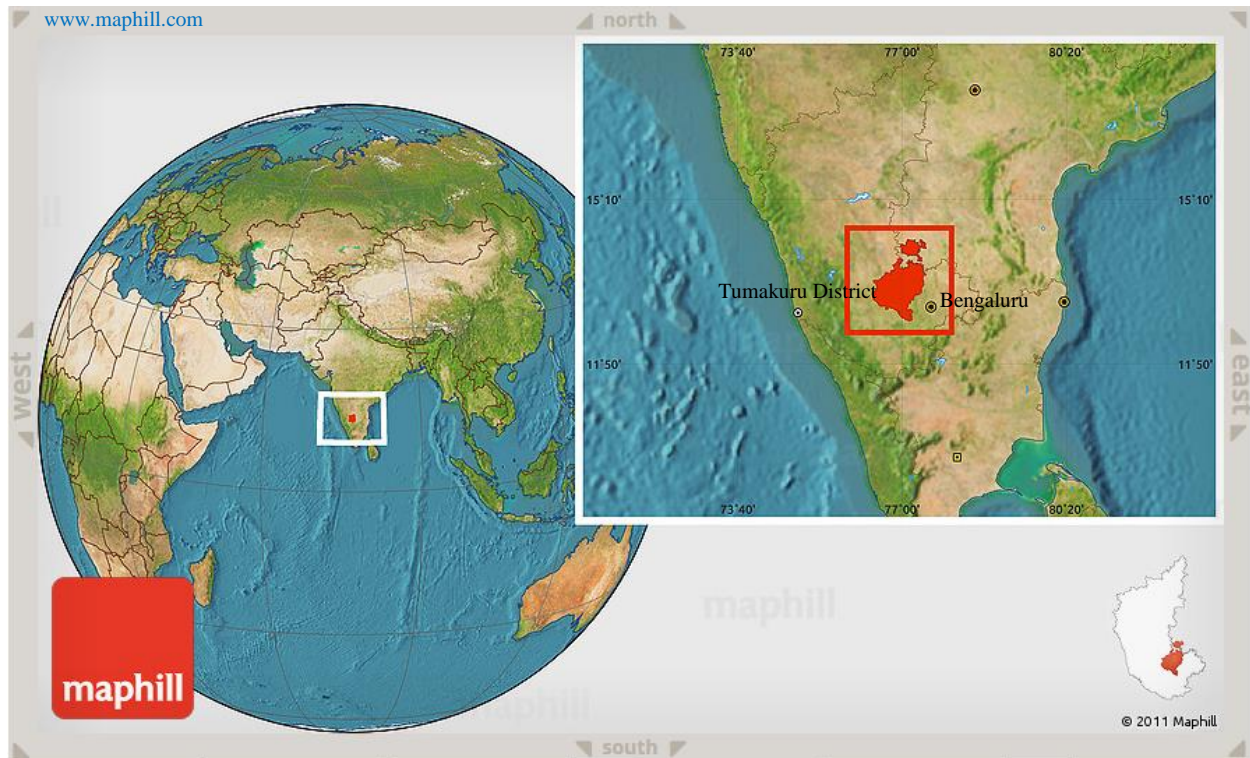 www.maphill.com
north
73°40'
77°00'
80°20'
15°10'
15°10'
Tumakuru District
Bengaluru
11°50'
11°50'
west
east
73°40'
77°00'
80°20'
maphill
maphill
maphill
© 2011 Maphill
south